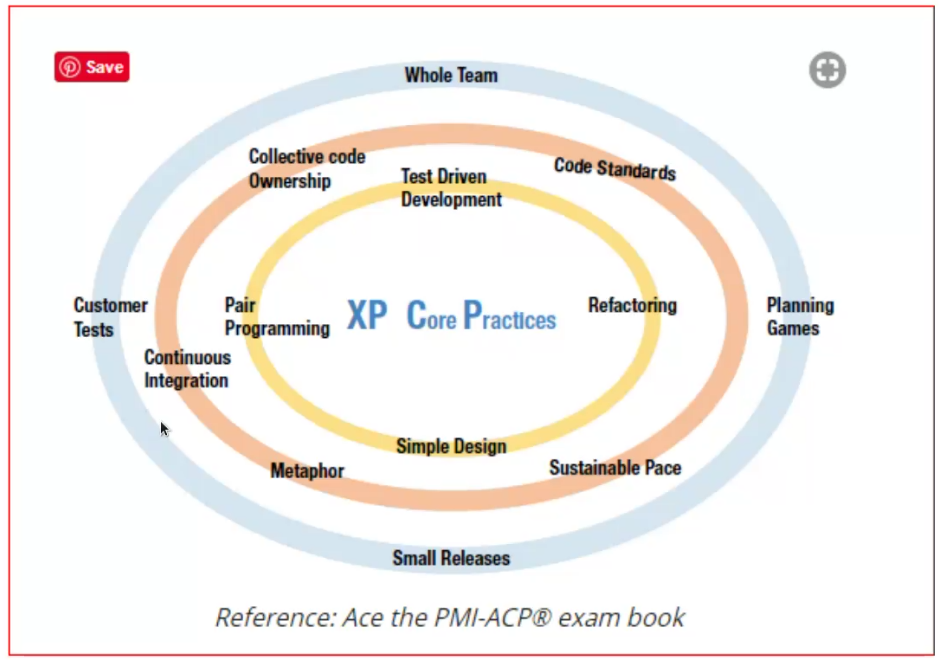 Save
Whole Team
Collective code
Ownership
Test Driven
Development
Code Standards
Customer
Tests
Pair
Programming
XP Core Practices
Refactoring
Planning
Games
Continuous
Integration
Simple Design
Metaphor
Sustainable Pace
Small Releases
Reference: Ace the PMI-ACP® exam book